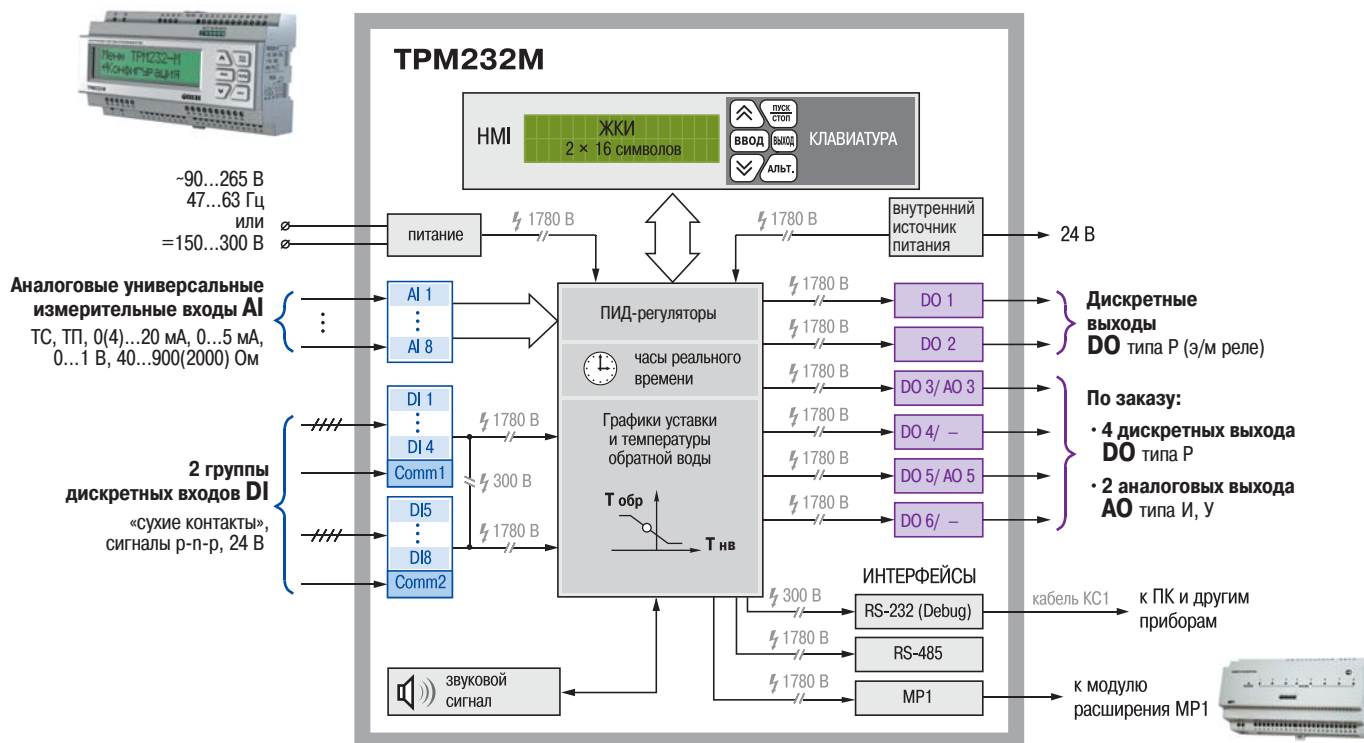 Меню ТРМ232-М
→Конфигурация
ТРМ232М
HMI
ЖКИ
2 × 16 символов
ПУСК
СТОП
ВВОД
ВЫХОД
АЛЬТ.
КЛАВИАТУРА
~90...265 В
47...63 Гц
или
=150...300 В
питание
1780 В
1780 В
внутренний
источник
питания
24 В
Аналоговые универсальные
измерительные входы AI
ТС, ТП, 0(4)...20 мА, 0...5 мА,
0...1 В, 40...900(2000) Ом
AI 1
AI 8
2 группы
дискретных входов DI
«сухие контакты»,
сигналы p-n-p, 24 В
DI 1
DI 4
Comm1
DI5
DI8
Comm2
1780 В
300 В
1780 В
ПИД-регуляторы
часы реального
времени
Графики уставки
и температуры
обратной воды
Т обр
Т нв
1780 В
DO 1
1780 В
DO 2
1780 В
DO 3/ AO 3
1780 В
DO 4/ –
1780 В
DO 5/ AO 5
1780 В
DO 6/ –
Дискретные
выходы
DO типа Р (э/м реле)
По заказу:
· 4 дискретных выхода
DO типа Р
· 2 аналоговых выхода
АО типа И, У
ИНТЕРФЕЙСЫ
300 В
RS-232 (Debug)
кабель КС1
к ПК и другим
приборам
1780 В
RS-485
1780 В
МР1
к модулю
расширения МР1
звуковой
сигнал